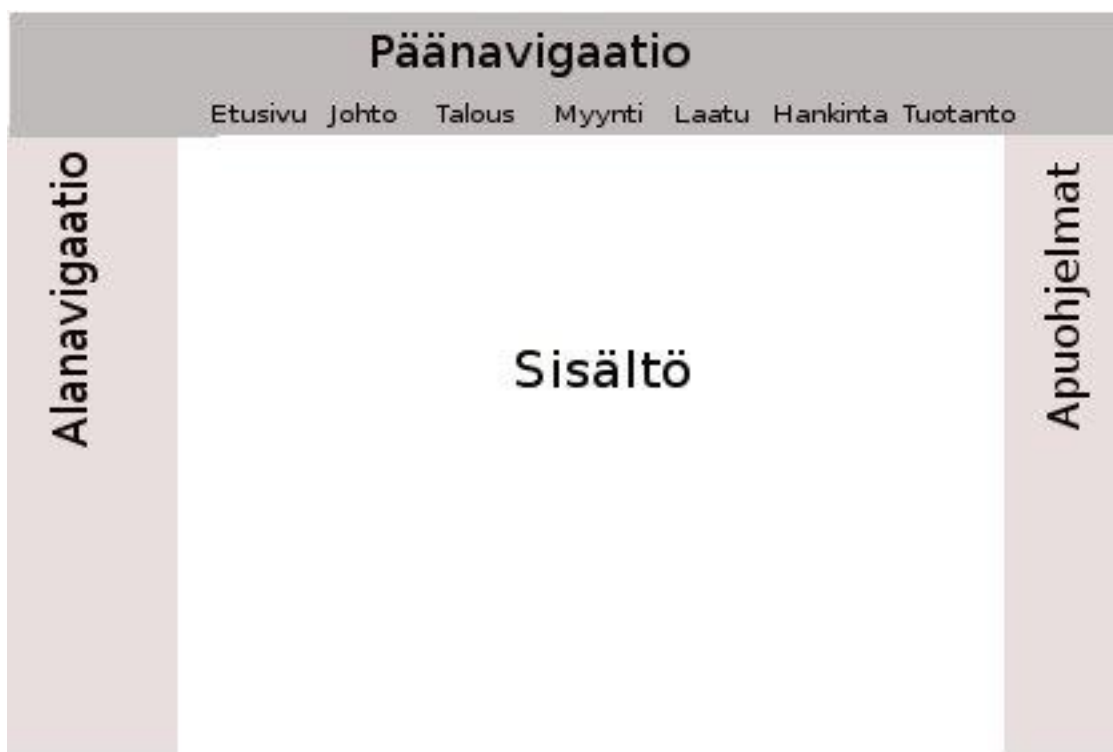 Päänavigaatio
Etusivu Johto Talous Myynti Laatu Hankinta Tuotanto
Alanavigaatio
Sisältö
Apuohjelmat